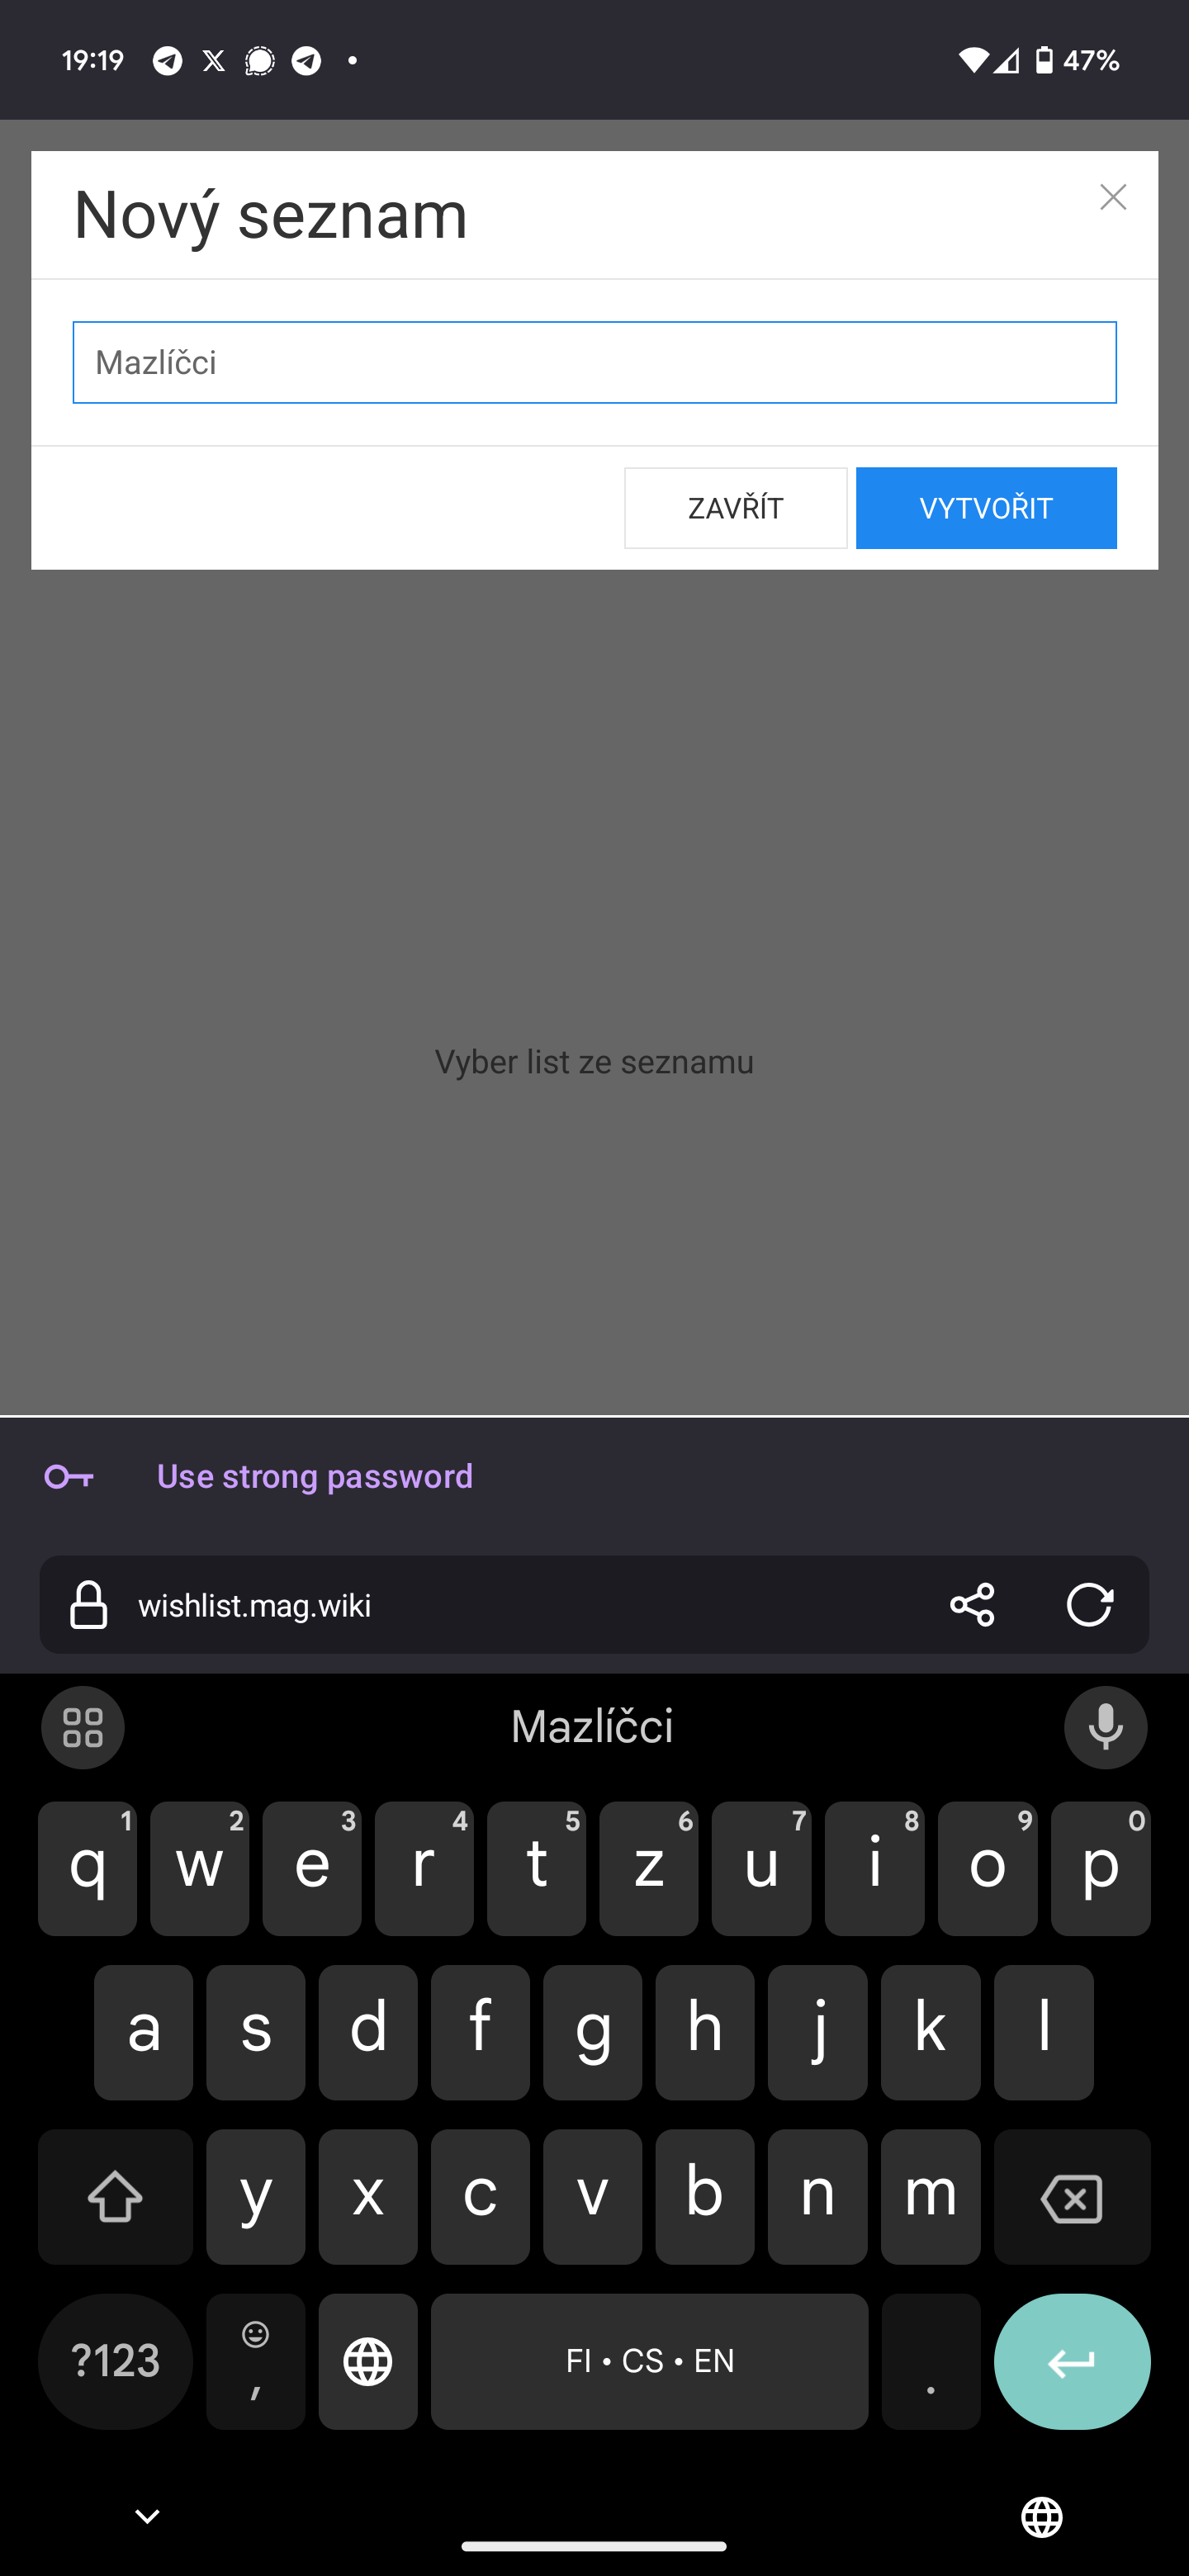 19:19
47%
Nový seznam
Mazlíčci
ZAVŘÍT
VYTVOŘIT
Vyber list ze seznamu
Use strong password
wishlist.mag.wiki
Mazlíčci
1 2 3 4 5 6 7 8 9 0
q w e r t z u i o p
a s d f g h j k l
y x c v b n m
?123 , FI • CS • EN .